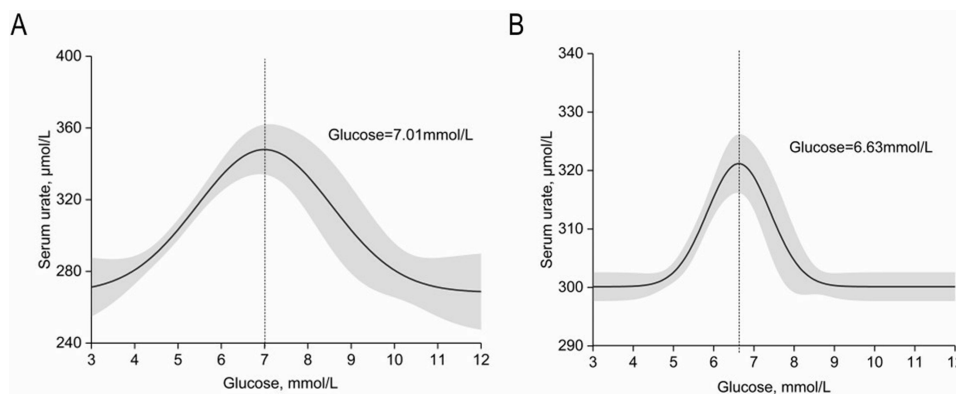 A
400
360
320
280
240
Serum urate, μmol/L
Glucose=7.01mmol/L
3 4 5 6 7 8 9 10 11 12
Glucose, mmol/L
B
340
330
320
310
300
290
Serum urate, μmol/L
Glucose=6.63mmol/L
3 4 5 6 7 8 9 10 11 12
Glucose, mmol/L